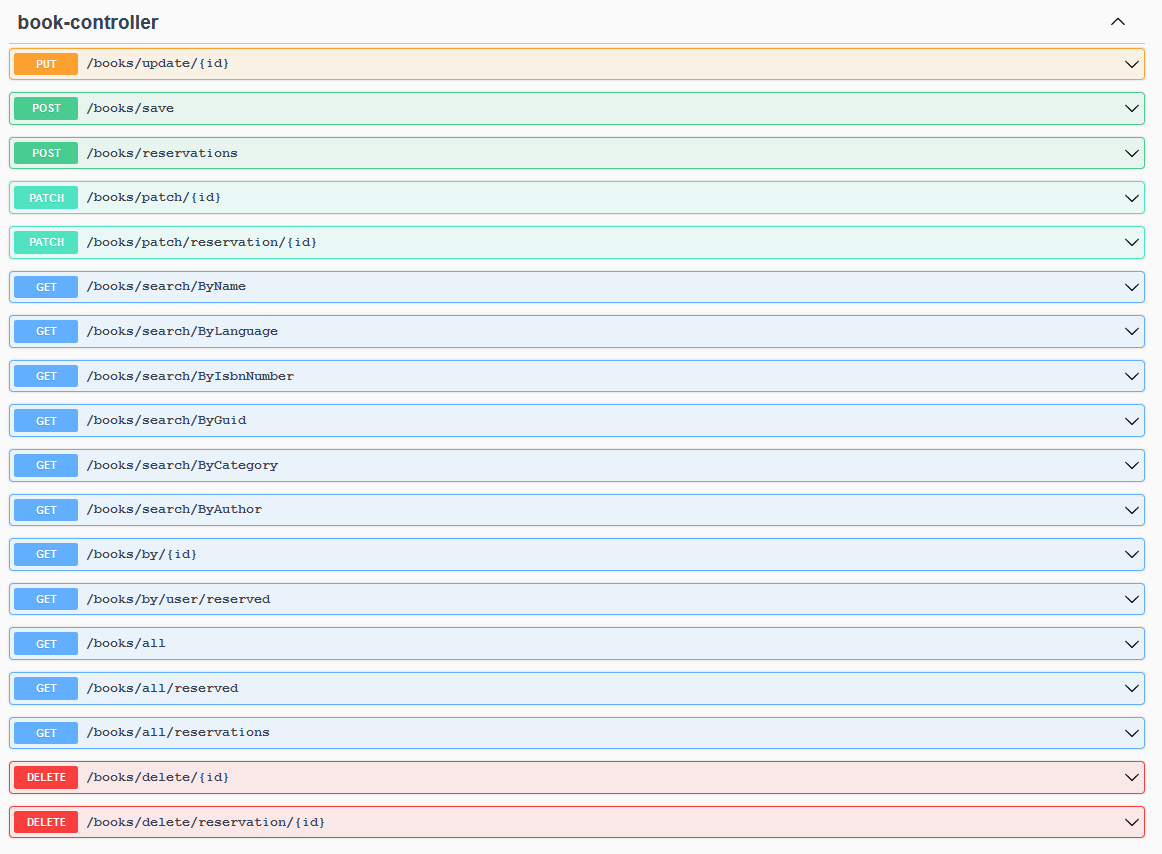 book-controller
PUT /books/update/{id}
POST /books/save
POST /books/reservations
PATCH /books/patch/{id}
PATCH /books/patch/reservation/{id}
GET /books/search/ByName
GET /books/search/ByLanguage
GET /books/search/ByIsbnNumber
GET /books/search/ByGuid
GET /books/search/ByCategory
GET /books/search/ByAuthor
GET /books/by/{id}
GET /books/by/user/reserved
GET /books/all
GET /books/all/reserved
GET /books/all/reservations
DELETE /books/delete/{id}
DELETE /books/delete/reservation/{id}